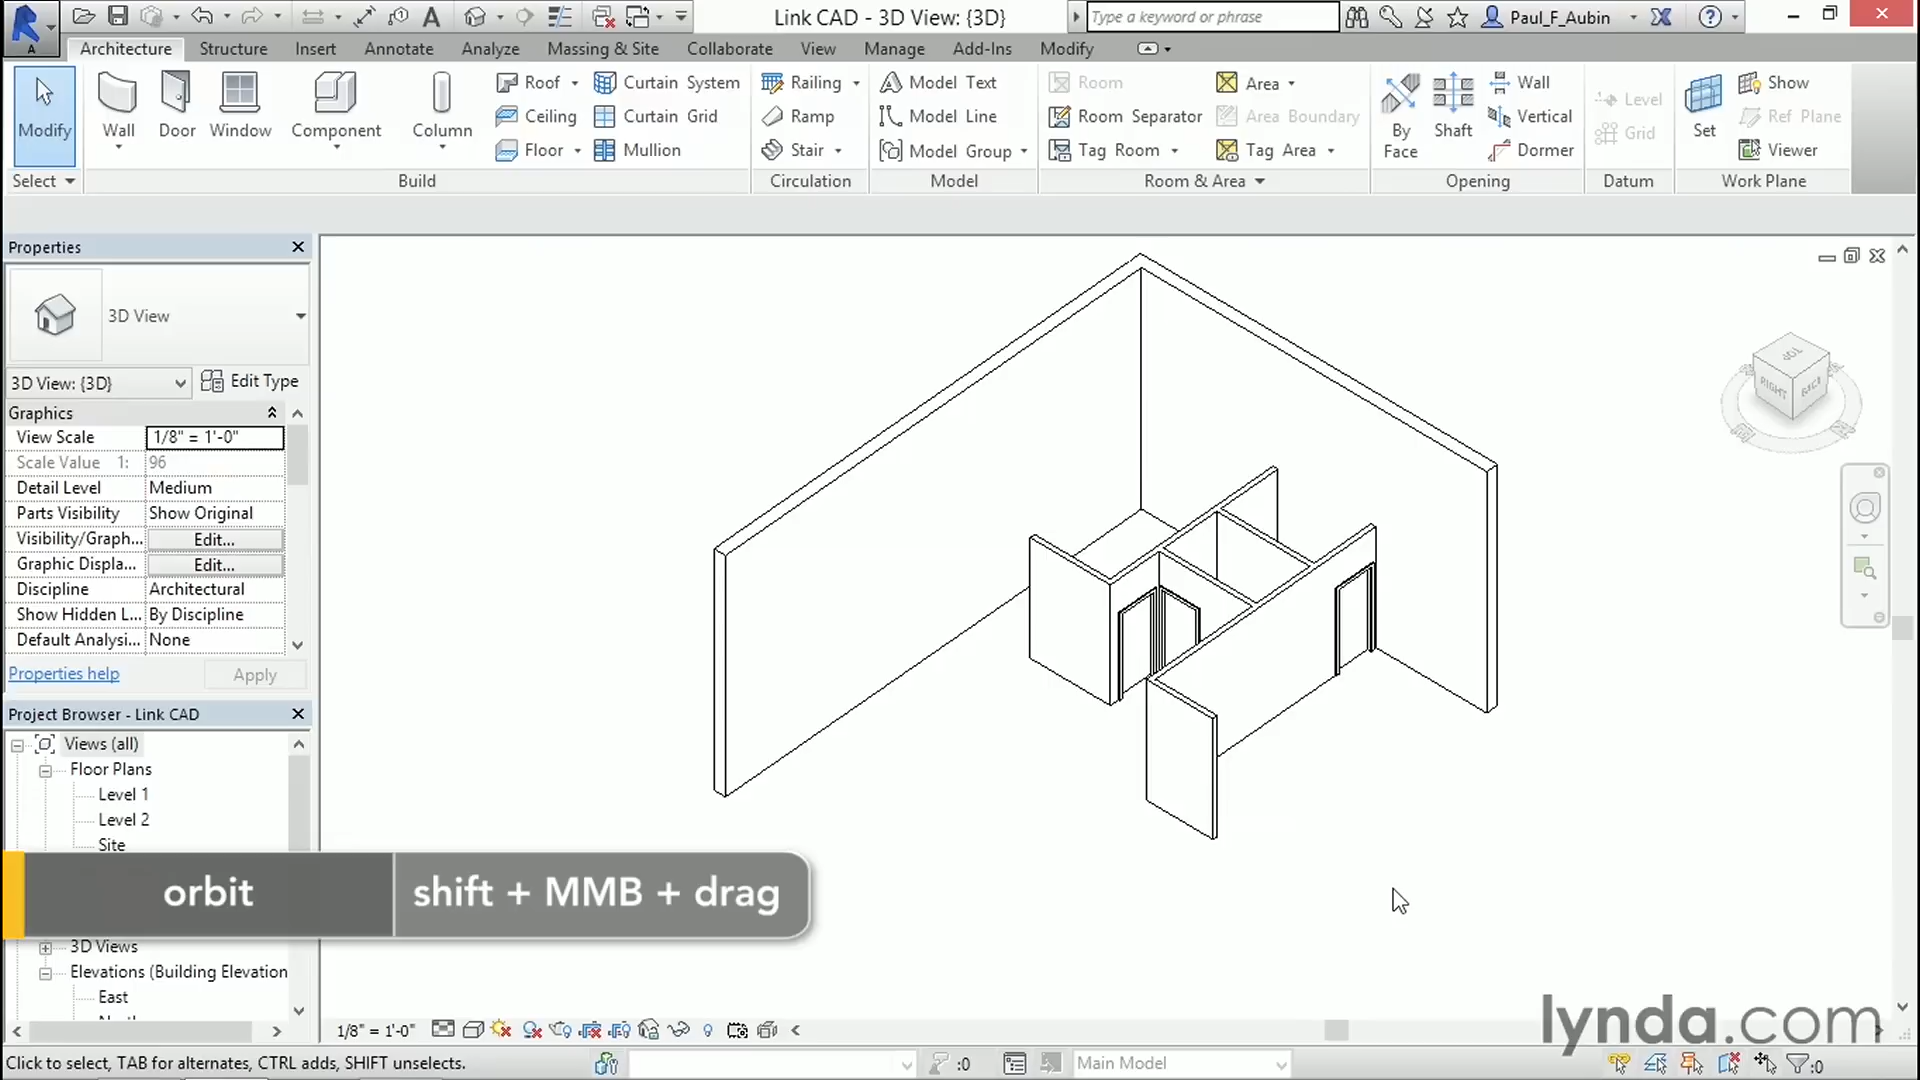 Link CAD - 3D View: {3D}
Type a keyword or phrase
Paul_F_Aubin
Architecture Structure Insert Annotate Analyze Massing & Site Collaborate View Manage Add-Ins Modify
Modify Wall Door Window Component Column
Roof Curtain System Railing Model Text Room Area Wall Level Show
Ceiling Curtain Grid Ramp Model Line Room Separator Area Boundary Vertical Grid Ref Plane
Floor Mullion Stair Model Group Tag Room Tag Area Dormer Viewer
By Face Shaft Set
Select Build Circulation Model Room & Area Opening Datum Work Plane
Properties
3D View
3D View: {3D} Edit Type
Graphics
View Scale 1/8" = 1'-0"
Scale Value 1: 96
Detail Level Medium
Parts Visibility Show Original
Visibility/Graph... Edit...
Graphic Displa... Edit...
Discipline Architectural
Show Hidden L... By Discipline
Default Analysi... None
Properties help Apply
Project Browser - Link CAD
Views (all)
Floor Plans
Level 1
Level 2
Site
orbit shift + MMB + drag
3D Views
Elevations (Building Elevation
East
TOP
RIGHT
BACK
1/8" = 1'-0"
lynda.com
Click to select, TAB for alternates, CTRL adds, SHIFT unselects.
:0
Main Model
:0